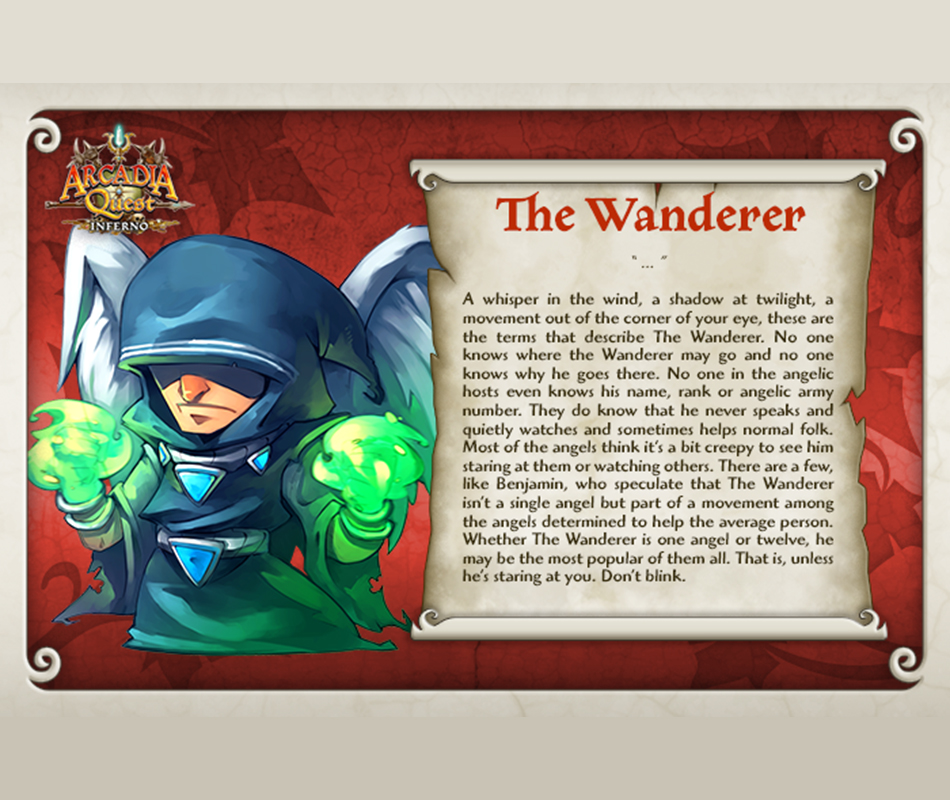 ARCADIA
Quest
INFERNO
The Wanderer
“ ... ”
A whisper in the wind, a shadow at twilight, a
movement out of the corner of your eye, these are
the terms that describe The Wanderer. No one
knows where the Wanderer may go and no one
knows why he goes there. No one in the angelic
hosts even knows his name, rank or angelic army
number. They do know that he never speaks and
quietly watches and sometimes helps normal folk.
Most of the angels think it's a bit creepy to see him
staring at them or watching others. There are a few,
like Benjamin, who speculate that The Wanderer
isn't a single angel but part of a movement among
the angels determined to help the average person.
Whether The Wanderer is one angel or twelve, he
may be the most popular of them all. That is, unless
he's staring at you. Don't blink.